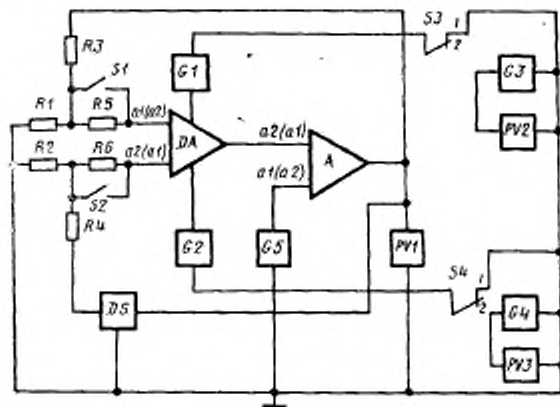 S3
1
2
R3
G1
S1
G3
R1
R5
a1(a2)
DA
a2(a1)
PV2
R2
R6
a2(a1)
A
a1(a2)
S2
R4
G2
G5
PV1
S4
1
2
G4
DS
PV3